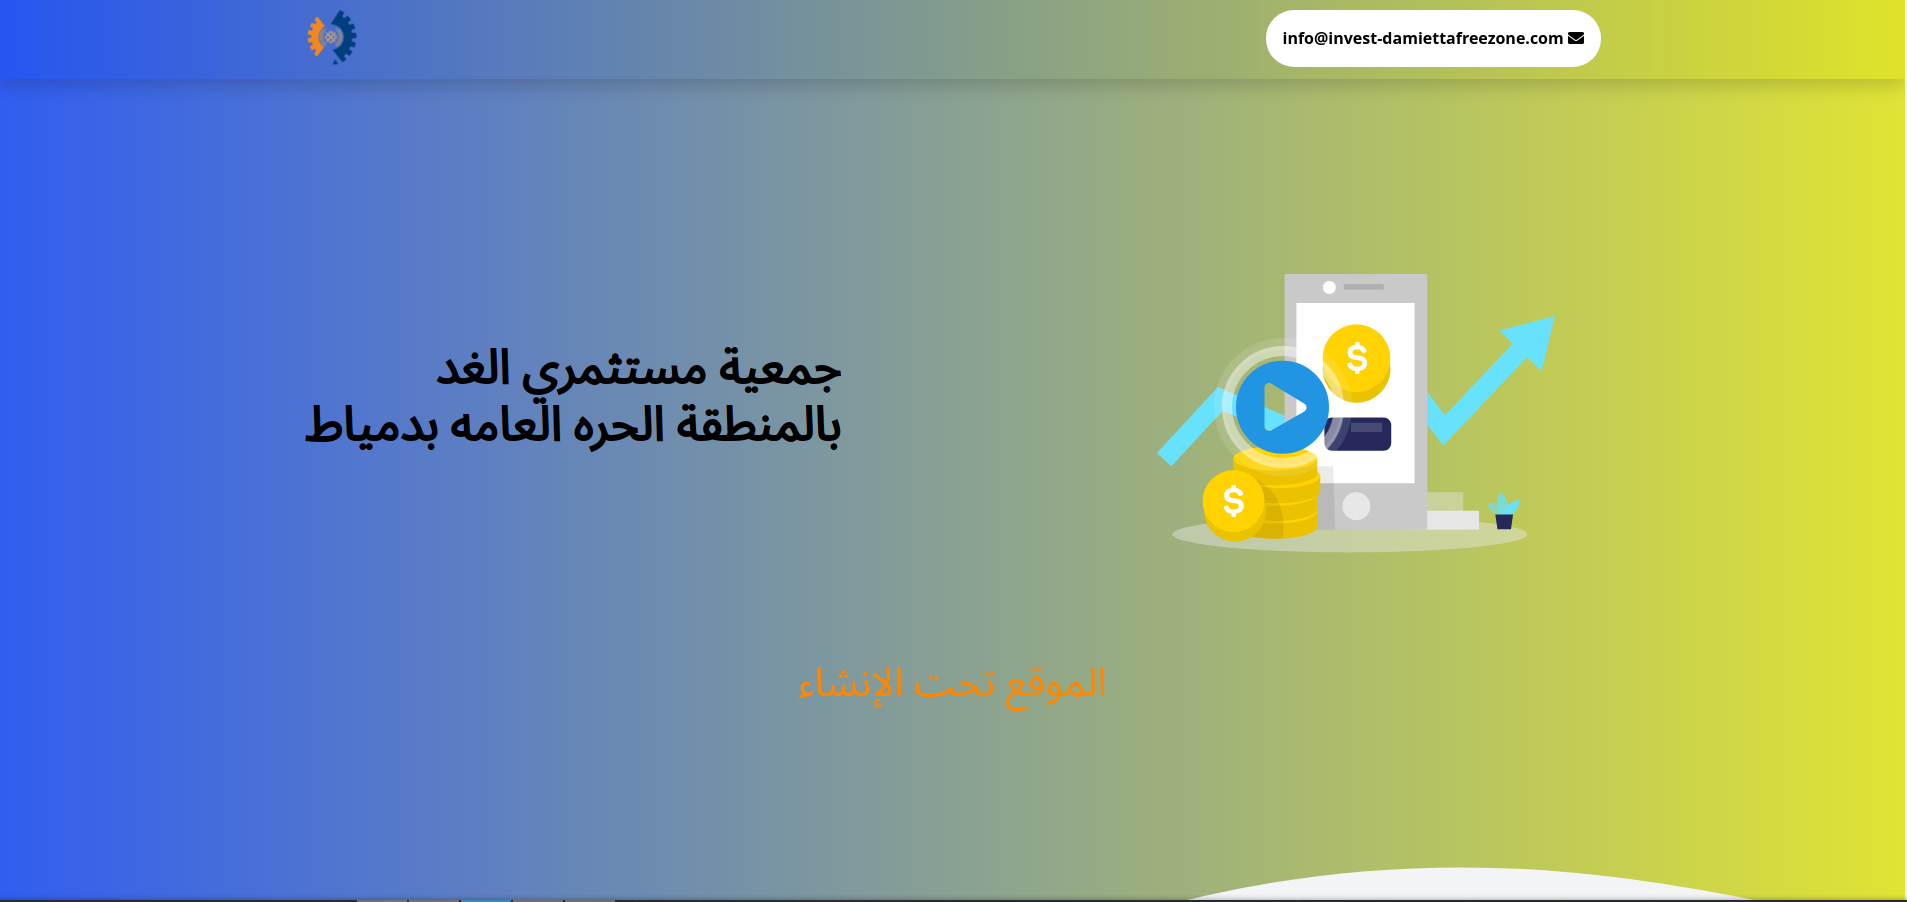 info@invest-damiettafreezone.com
جمعية مستثمري الغد
بالمنطقة الحره العامه بدمياط
$
$
الموقع تحت الإنشاء